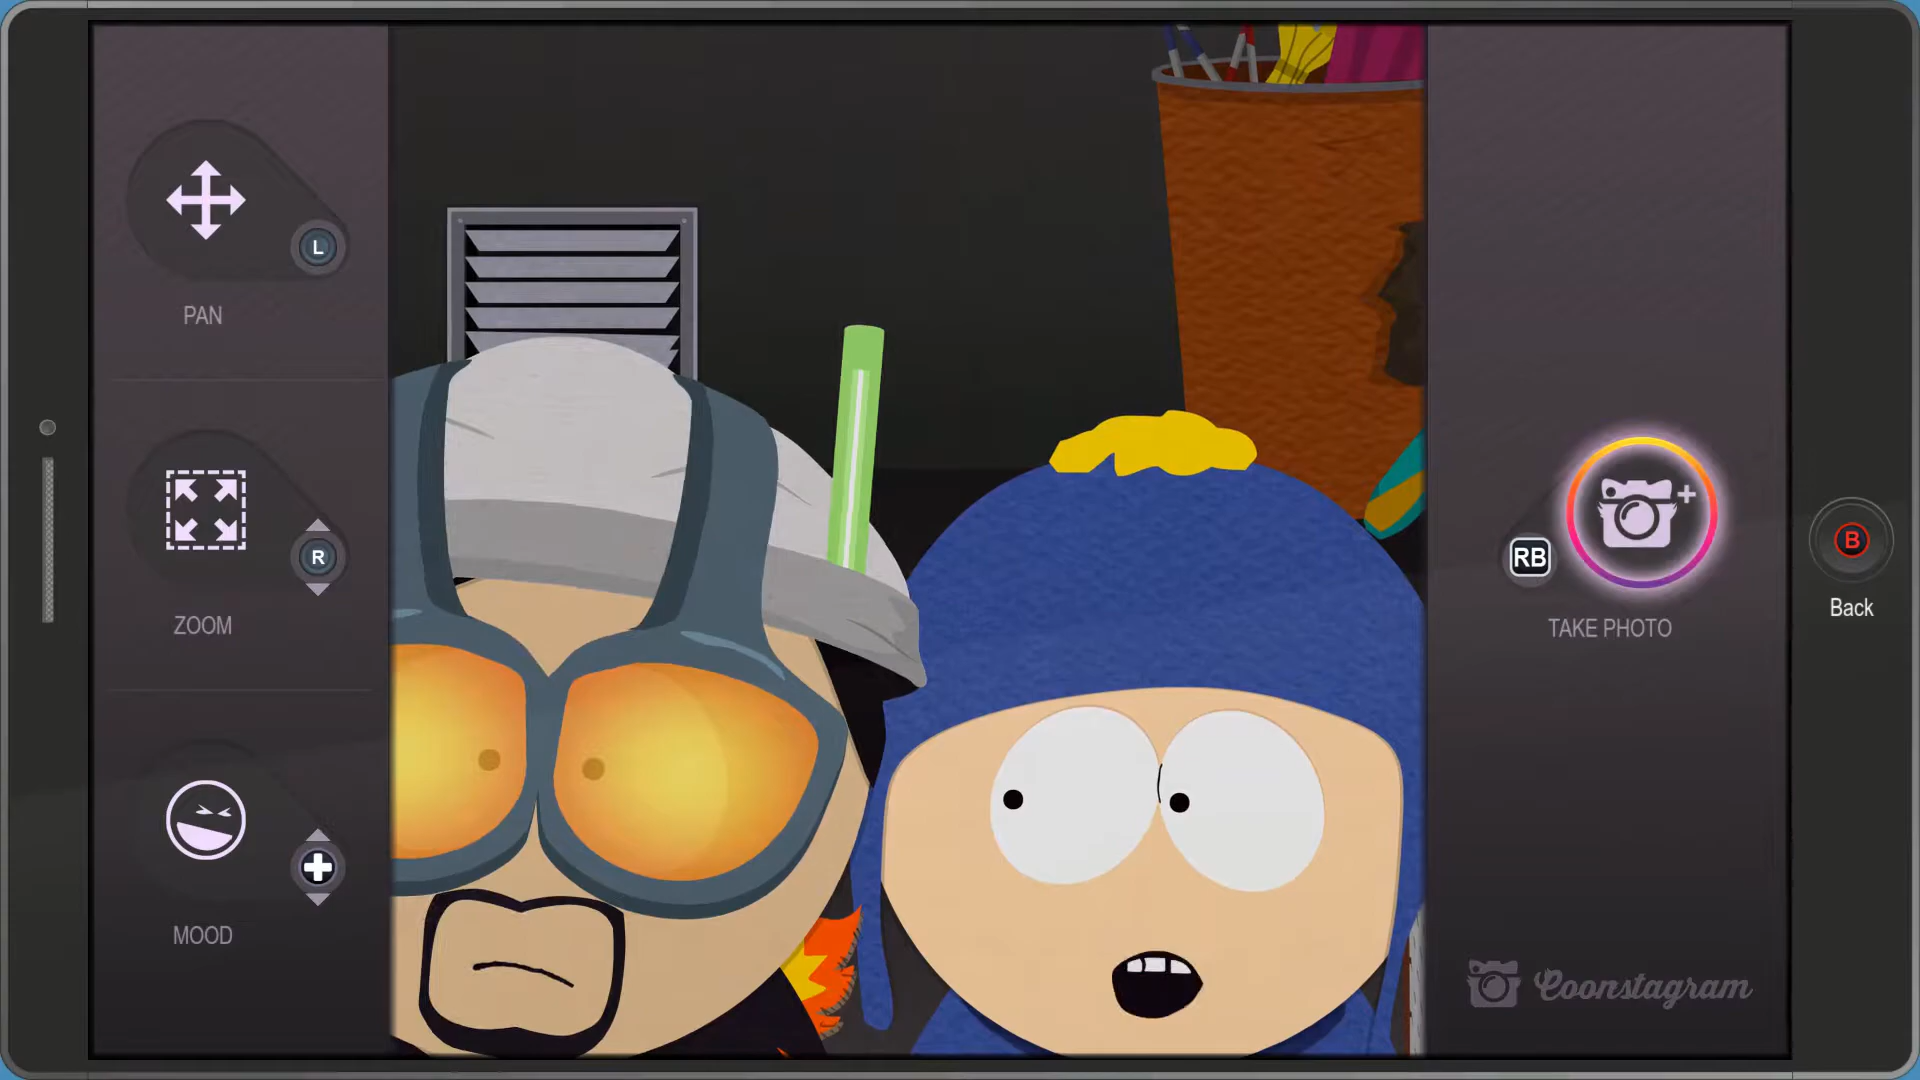 L
PAN
R
ZOOM
MOOD
RB
TAKE PHOTO
B
Back
Coonstagram